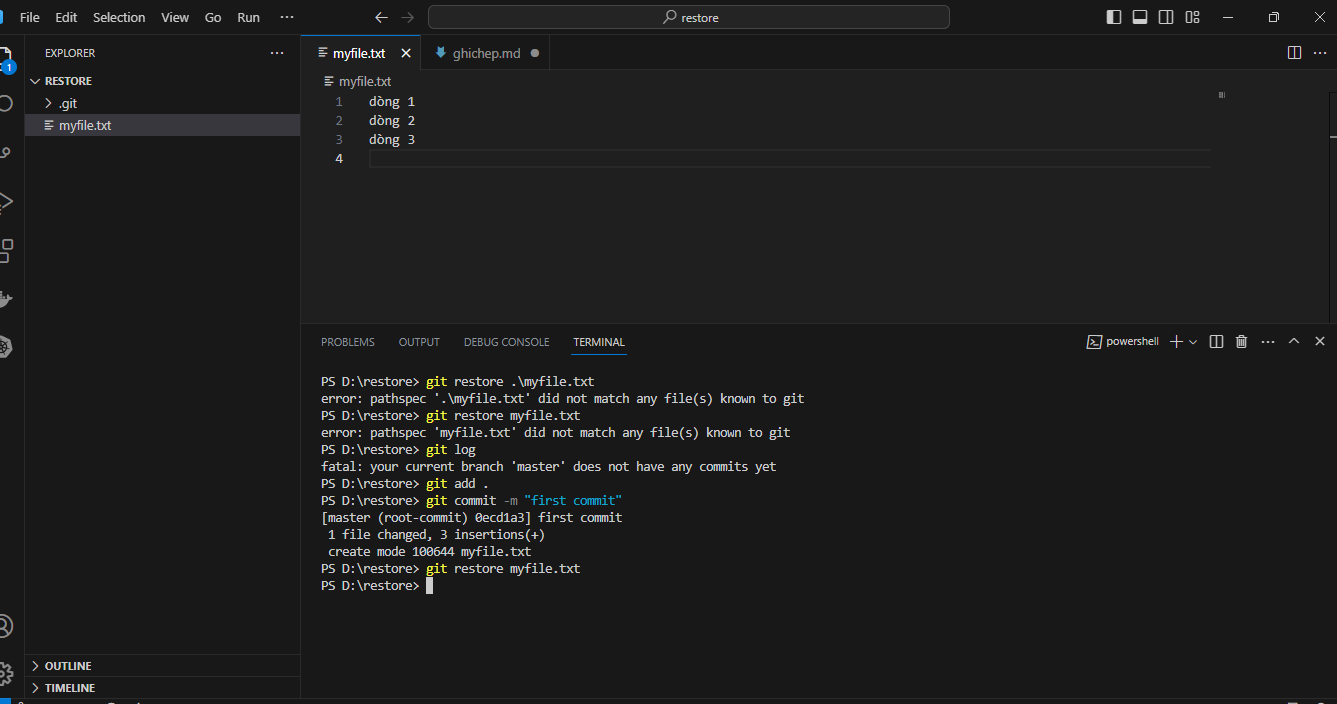 File Edit Selection View Go Run ···
restore
EXPLORER ···
RESTORE
.git
myfile.txt
OUTLINE
TIMELINE
1
myfile.txt
ghichep.md
myfile.txt
1 dòng 1
2 dòng 2
3 dòng 3
4
PROBLEMS OUTPUT DEBUG CONSOLE TERMINAL
powershell
PS D:\restore> git restore .\myfile.txt
error: pathspec '.\myfile.txt' did not match any file(s) known to git
PS D:\restore> git restore myfile.txt
error: pathspec 'myfile.txt' did not match any file(s) known to git
PS D:\restore> git log
fatal: your current branch 'master' does not have any commits yet
PS D:\restore> git add .
PS D:\restore> git commit -m "first commit"
[master (root-commit) 0ecd1a3] first commit
 1 file changed, 3 insertions(+)
 create mode 100644 myfile.txt
PS D:\restore> git restore myfile.txt
PS D:\restore>